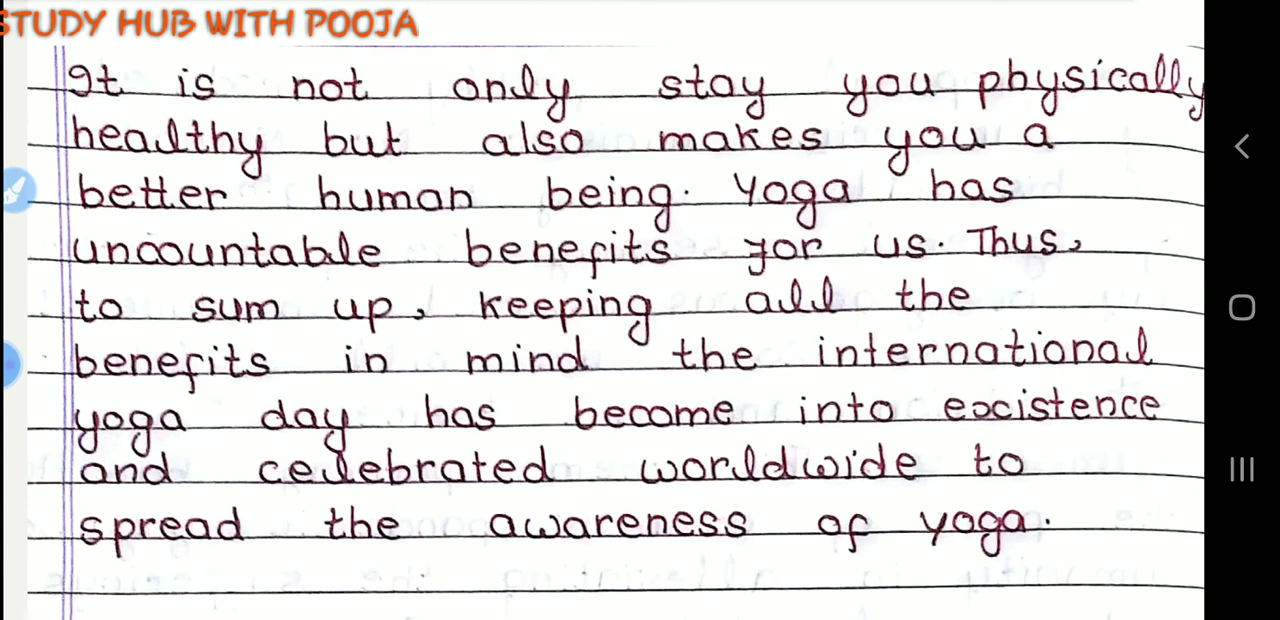 STUDY HUB WITH POOJA
It is not only stay you physically
healthy but also makes you a
better human being. Yoga has
uncountable benefits for us. Thus,
to sum up, keeping all the
benefits in mind the international
yoga day has become into existence
and celebrated worldwide to
spread the awareness of yoga.